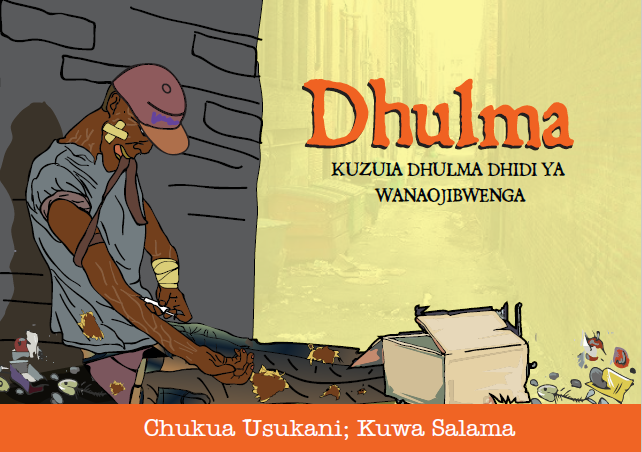 Dhulma
KUZUIA DHULMA DHIDI YA
WANAOJIBWENGA
Chukua Usukani; Kuwa Salama